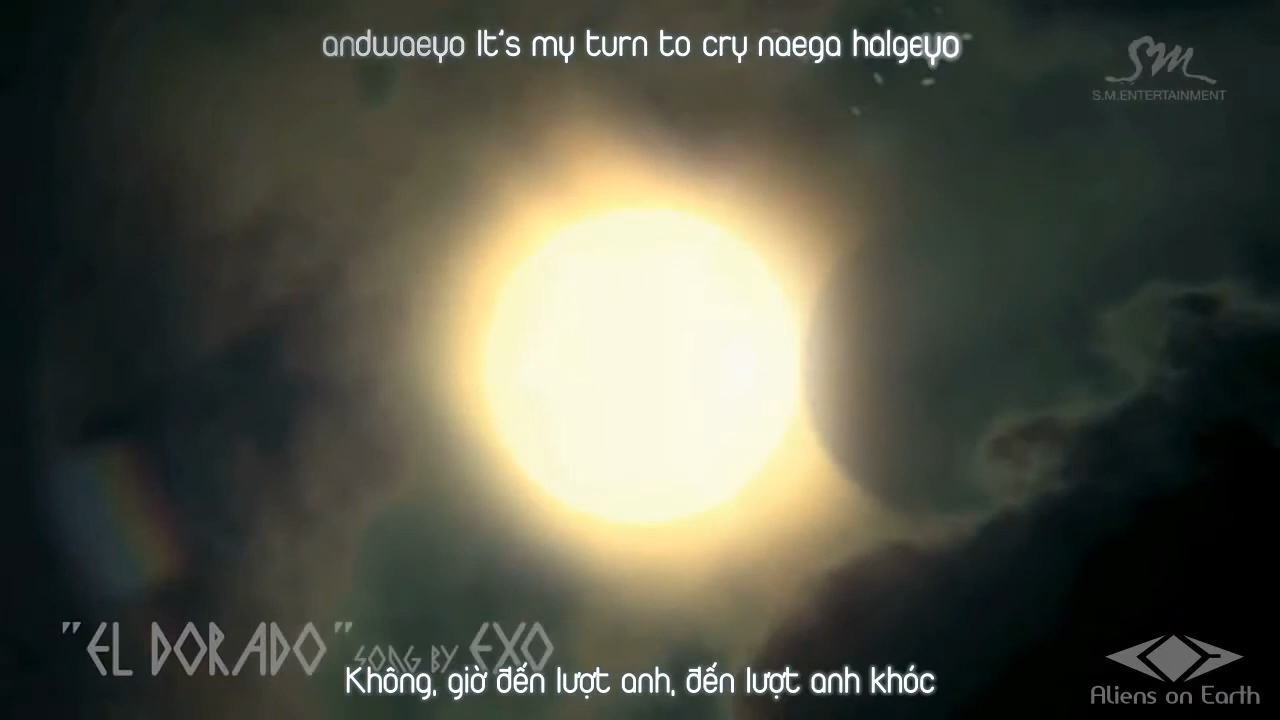 andwaeyo It's my turn to cry naega halgeyo
SM
S.M.ENTERTAINMENT
"EL DORADO" SONG BY EXO
Không, giờ đến lượt anh, đến lượt anh khóc
Aliens on Earth